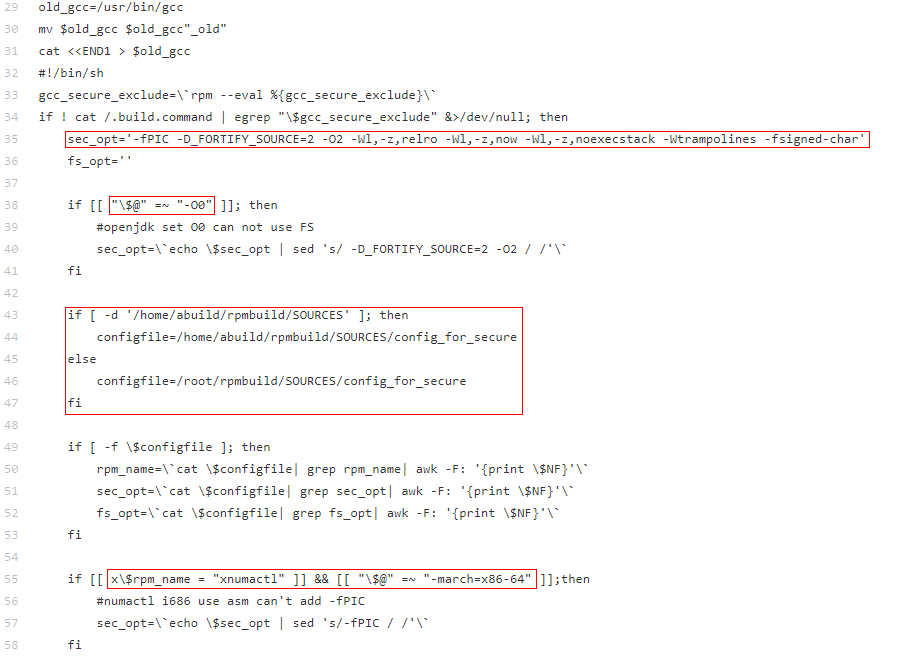 29 old_gcc=/usr/bin/gcc
30 mv $old_gcc $old_gcc"_old"
31 cat <<END1 > $old_gcc
32 #!/bin/sh
33 gcc_secure_exclude=\`rpm --eval %{gcc_secure_exclude}\`
34 if ! cat /.build.command | egrep "\$gcc_secure_exclude" &>/dev/null; then
35     sec_opt='-fPIC -D_FORTIFY_SOURCE=2 -O2 -Wl,-z,relro -Wl,-z,now -Wl,-z,noexecstack -Wtrampolines -fsigned-char'
36     fs_opt=''
37
38     if [[ "\$@" =~ "-O0" ]]; then
39         #openjdk set O0 can not use FS
40         sec_opt=\`echo \$sec_opt | sed 's/ -D_FORTIFY_SOURCE=2 -O2 / /'\`
41     fi
42
43     if [ -d '/home/abuild/rpmbuild/SOURCES' ]; then
44         configfile=/home/abuild/rpmbuild/SOURCES/config_for_secure
45     else
46         configfile=/root/rpmbuild/SOURCES/config_for_secure
47     fi
48
49     if [ -f \$configfile ]; then
50         rpm_name=\`cat \$configfile| grep rpm_name| awk -F: '{print \$NF}'\`
51         sec_opt=\`cat \$configfile| grep sec_opt| awk -F: '{print \$NF}'\`
52         fs_opt=\`cat \$configfile| grep fs_opt| awk -F: '{print \$NF}'\`
53     fi
54
55     if [[ x\$rpm_name = "xnumactl" ]] && [[ "\$@" =~ "-march=x86-64" ]];then
56         #numactl i686 use asm can't add -fPIC
57         sec_opt=\`echo \$sec_opt | sed 's/-fPIC / /'\`
58     fi